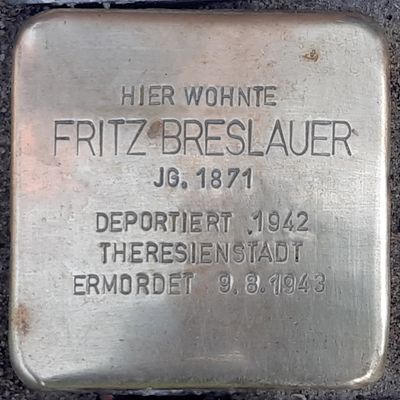 HIER WOHNTE
FRITZ BRESLAUER
JG. 1871
DEPORTIERT 1942
THERESIENSTADT
ERMORDET 9.8.1943